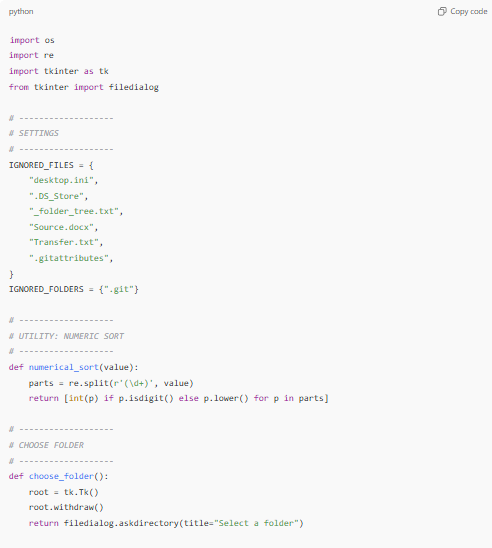 python
Copy code
import os
import re
import tkinter as tk
from tkinter import filedialog
# -------------------
# SETTINGS
# -------------------
IGNORED_FILES = {
    "desktop.ini",
    ".DS_Store",
    "_folder_tree.txt",
    "Source.docx",
    "Transfer.txt",
    ".gitattributes",
}
IGNORED_FOLDERS = {".git"}
# -------------------
# UTILITY: NUMERIC SORT
# -------------------
def numerical_sort(value):
    parts = re.split(r'(\d+)', value)
    return [int(p) if p.isdigit() else p.lower() for p in parts]
# -------------------
# CHOOSE FOLDER
# -------------------
def choose_folder():
    root = tk.Tk()
    root.withdraw()
    return filedialog.askdirectory(title="Select a folder")